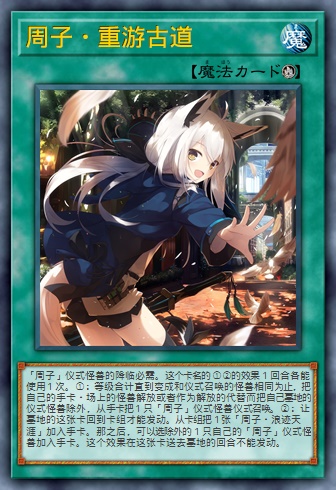 周子・重游古道
魔
【魔法カード】
「周子」仪式怪兽的降临必需。这个卡名的①②的效果1回合各能
使用1次。①：等级合计直到变成和仪式召唤的怪兽相同为止，把
自己的手卡・场上的怪兽解放或者作为解放的代替而把自己墓地的
仪式怪兽除外，从手卡把1只「周子」仪式怪兽仪式召唤。②：让
墓地的这张卡回到卡组才能发动。从卡组把1张「周子・浪迹天
涯」加入手卡。那之后，可以选除外的1只自己的「周子」仪式怪
兽加入手卡。这个效果在这张卡送去墓地的回合不能发动。